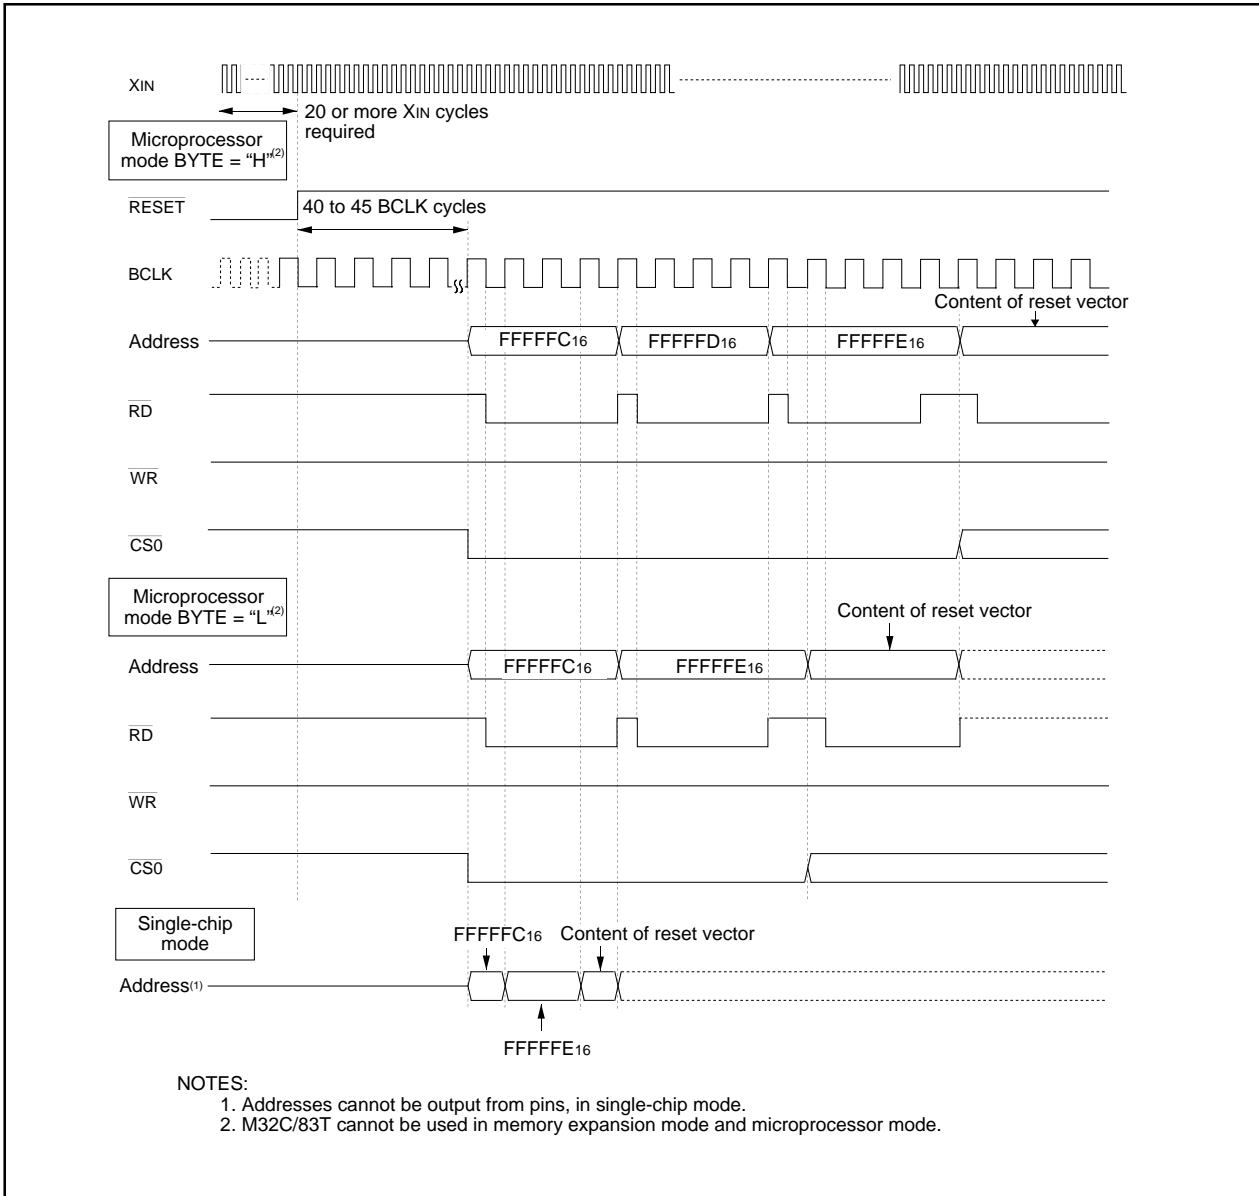 XIN
20 or more XIN cycles
required
Microprocessor
mode BYTE = “H”(2)
RESET
40 to 45 BCLK cycles
BCLK
Content of reset vector
Address
FFFFFC16
FFFFFD16
FFFFFE16
RD
WR
CS0
Microprocessor
mode BYTE = “L”(2)
Content of reset vector
Address
FFFFFC16
FFFFFE16
RD
WR
CS0
Single-chip
mode
FFFFFC16
Content of reset vector
Address(1)
FFFFFE16
NOTES:
1. Addresses cannot be output from pins, in single-chip mode.
2. M32C/83T cannot be used in memory expansion mode and microprocessor mode.